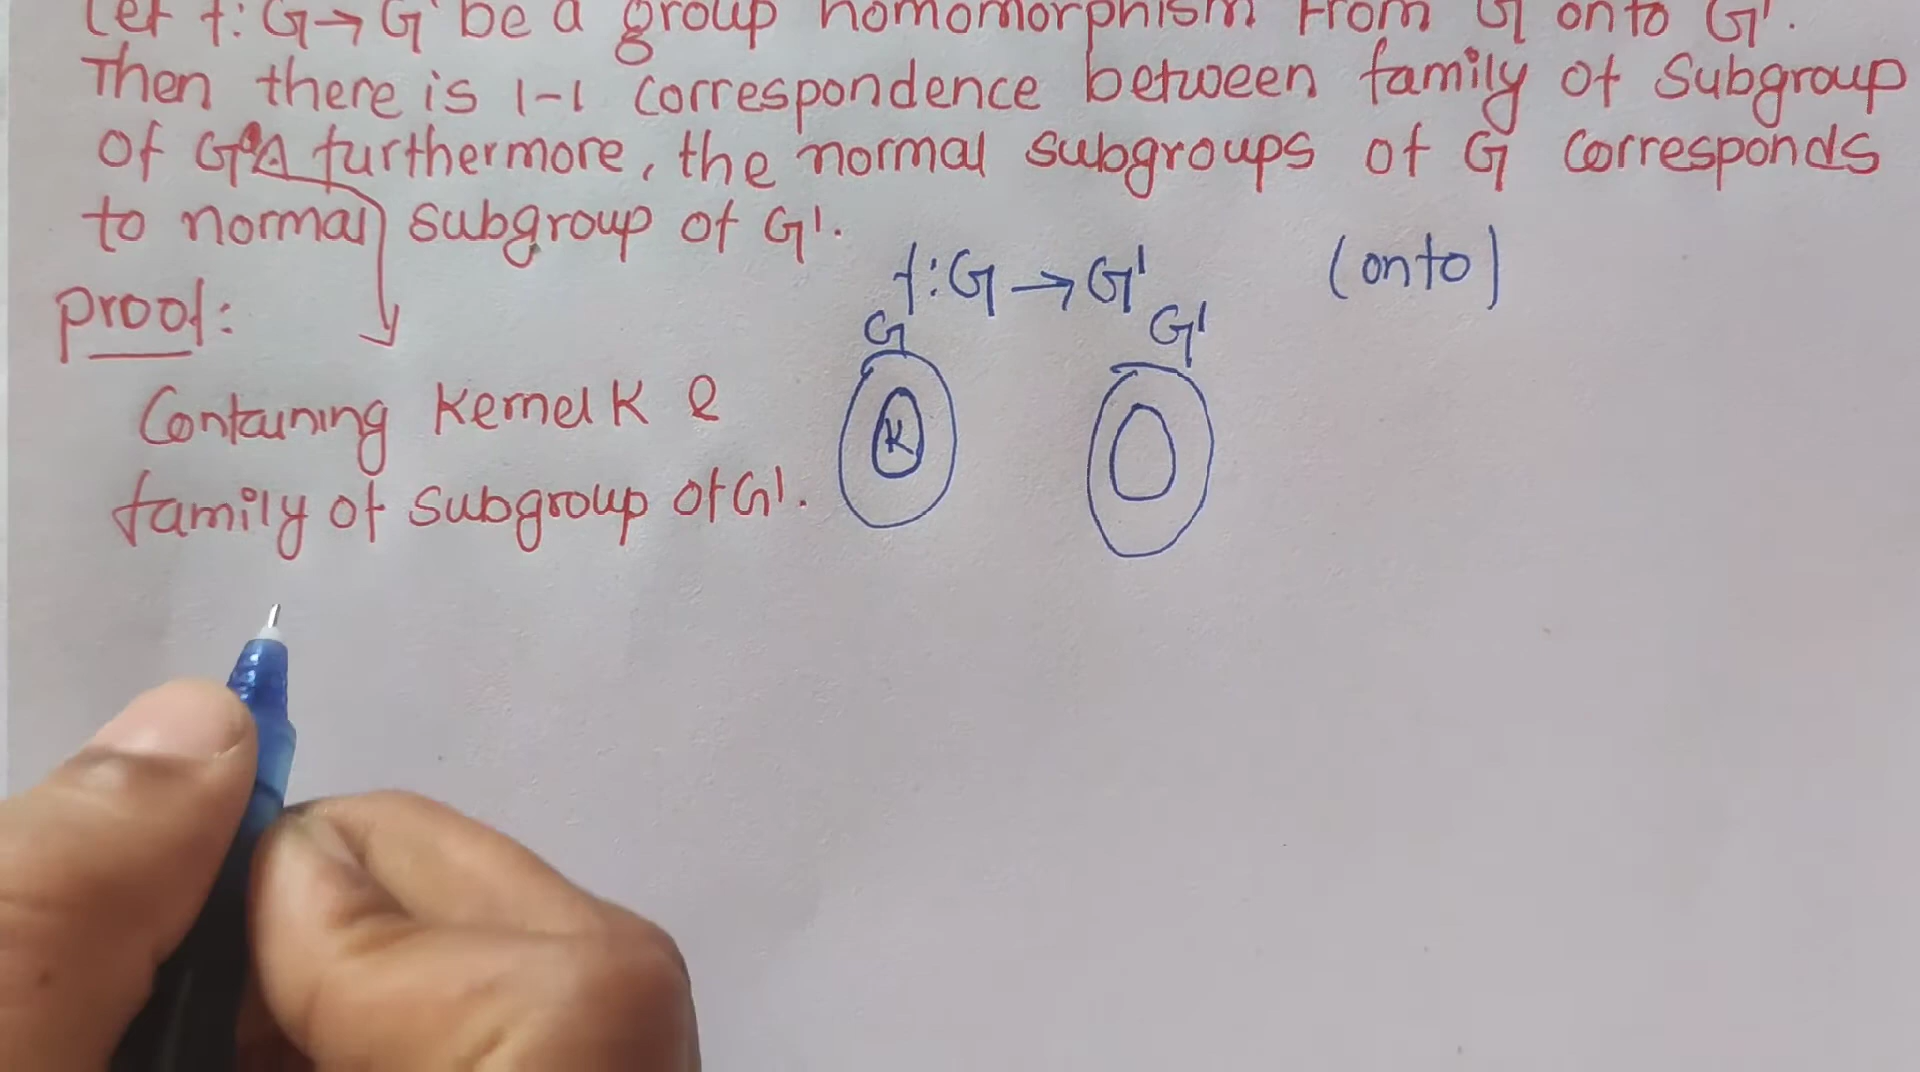 Let f: G→G' be a group homomorphism from G onto G'.
Then there is 1-1 correspondence between family of subgroup
of G furthermore, the normal subgroups of G corresponds
to normal subgroup of G'.
proof:
Containing Kernel K &
family of subgroup of G'.
f: G → G' (onto)
G G'
K